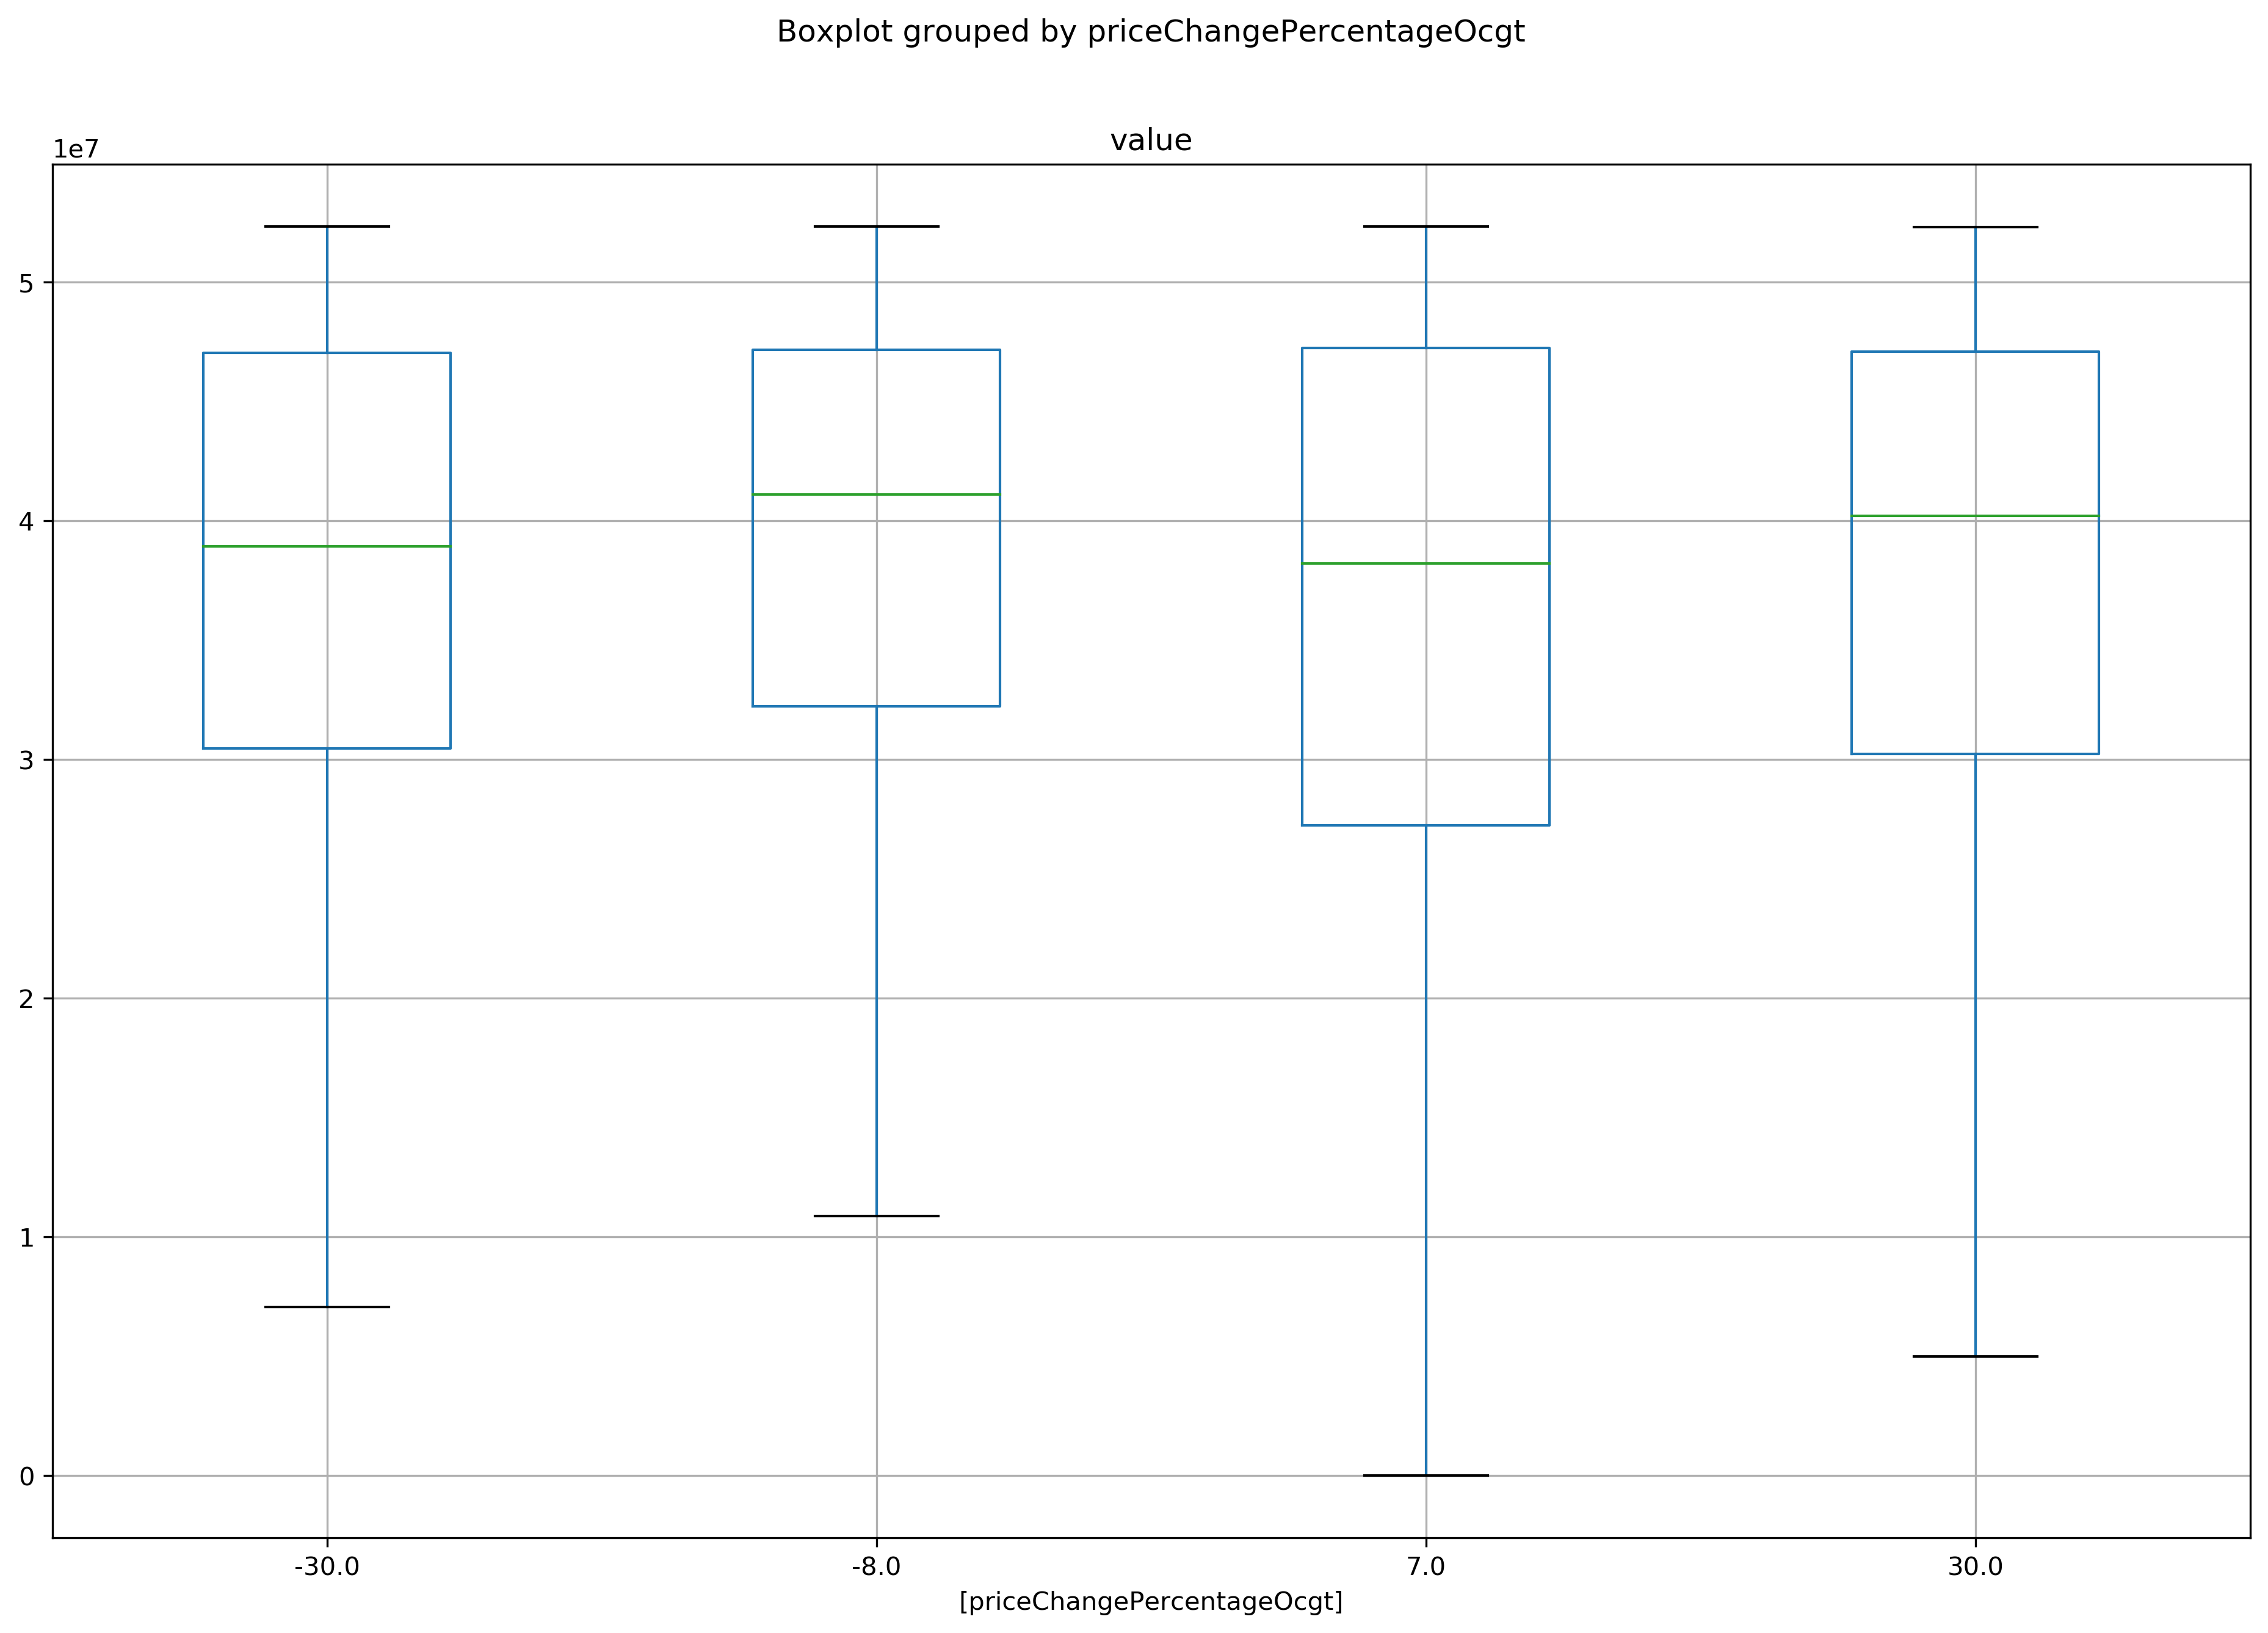 Boxplot grouped by priceChangePercentageOcgt
value
1e7
5
4
3
2
1
0
-30.0 -8.0 7.0 30.0
[priceChangePercentageOcgt]